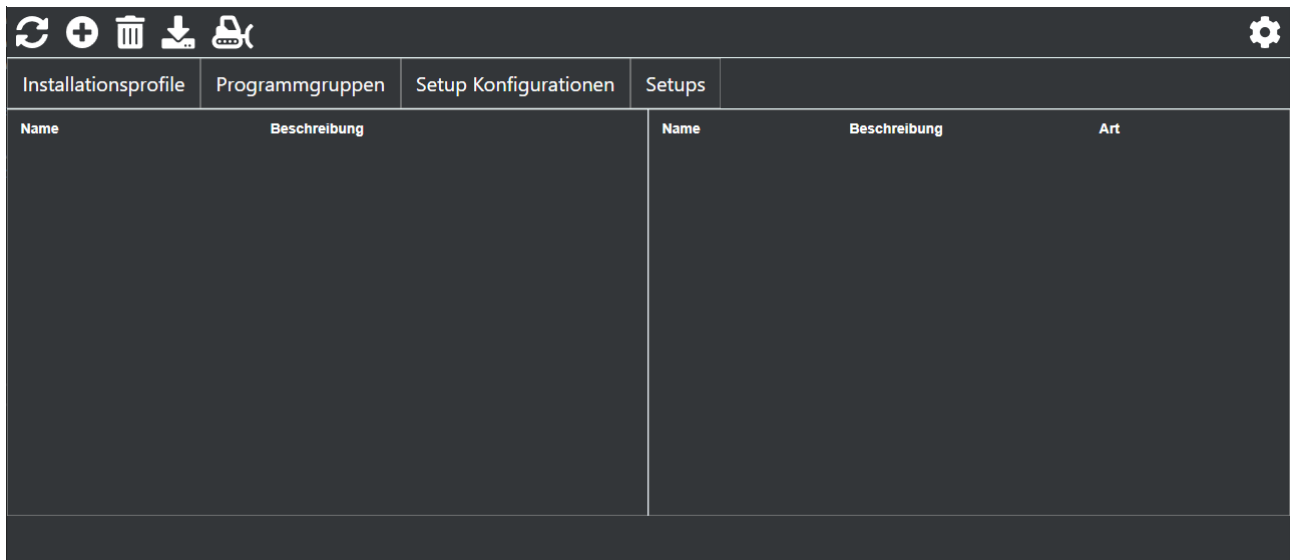 Installationsprofile Programmgruppen Setup Konfigurationen Setups
Name Beschreibung Name Beschreibung Art